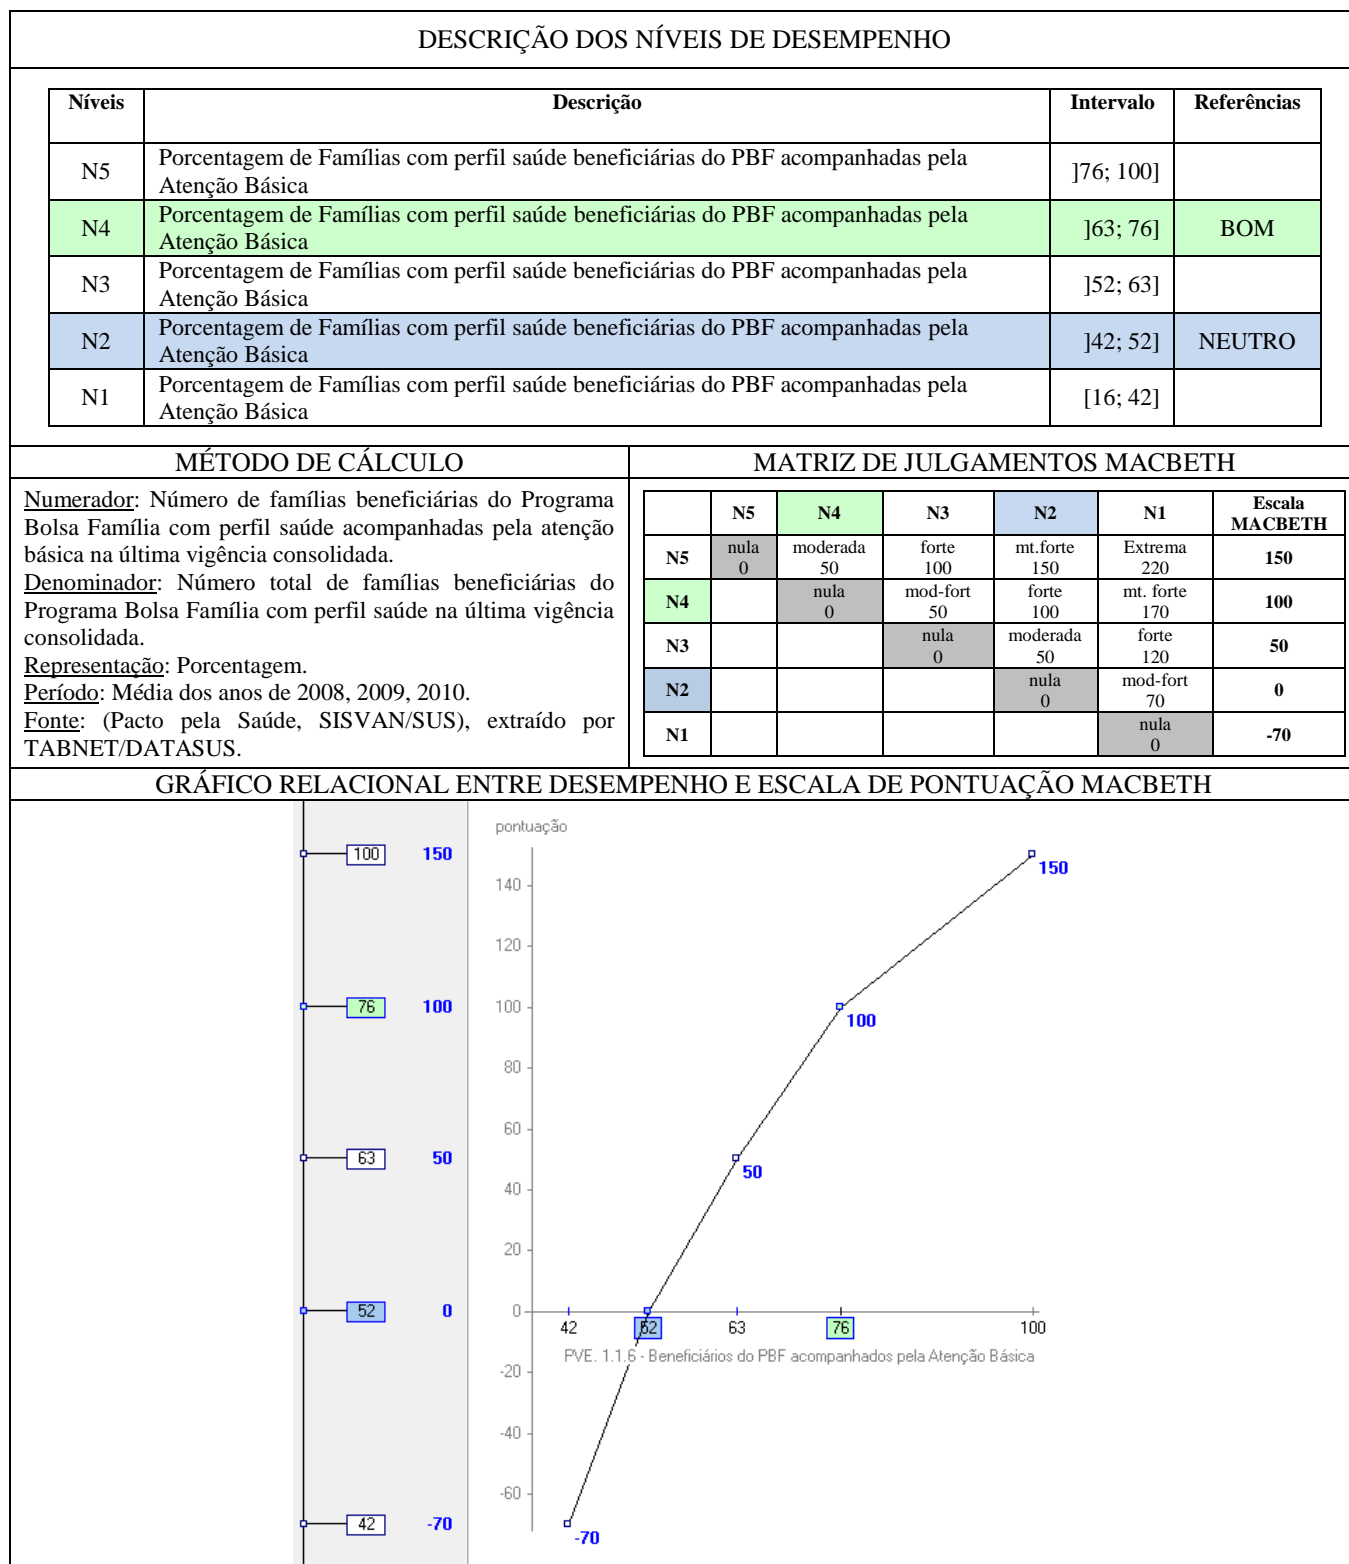 DESCRIÇÃO DOS NÍVEIS DE DESEMPENHO
Níveis Descrição Intervalo Referências
N5 Porcentagem de Famílias com perfil saúde beneficiárias do PBF acompanhadas pela
Atenção Básica ]76; 100]
N4 Porcentagem de Famílias com perfil saúde beneficiárias do PBF acompanhadas pela
Atenção Básica ]63; 76] BOM
N3 Porcentagem de Famílias com perfil saúde beneficiárias do PBF acompanhadas pela
Atenção Básica ]52; 63]
N2 Porcentagem de Famílias com perfil saúde beneficiárias do PBF acompanhadas pela
Atenção Básica ]42; 52] NEUTRO
N1 Porcentagem de Famílias com perfil saúde beneficiárias do PBF acompanhadas pela
Atenção Básica [16; 42]
MÉTODO DE CÁLCULO
Numerador: Número de famílias beneficiárias do Programa
Bolsa Família com perfil saúde acompanhadas pela atenção
básica na última vigência consolidada.
Denominador: Número total de famílias beneficiárias do
Programa Bolsa Família com perfil saúde na última vigência
consolidada.
Representação: Porcentagem.
Período: Média dos anos de 2008, 2009, 2010.
Fonte: (Pacto pela Saúde, SISVAN/SUS), extraído por
TABNET/DATASUS.
MATRIZ DE JULGAMENTOS MACBETH
N5 N4 N3 N2 N1 Escala
MACBETH
N5 nula moderada forte mt.forte Extrema 150
0 50 100 150 220
N4 nula mod-fort forte mt. forte 100
0 50 100 170
N3 nula moderada forte 50
0 50 120
N2 nula mod-fort 0
0 70
N1 nula -70
0
GRÁFICO RELACIONAL ENTRE DESEMPENHO E ESCALA DE PONTUAÇÃO MACBETH
100 150
76 100
63 50
52 0
42 -70
pontuação
140
120
100
80
60
40
20
0
-20
-40
-60
150
100
50
-70
42 52 63 76 100
PVE. 1.1.6 - Beneficiários do PBF acompanhados pela Atenção Básica